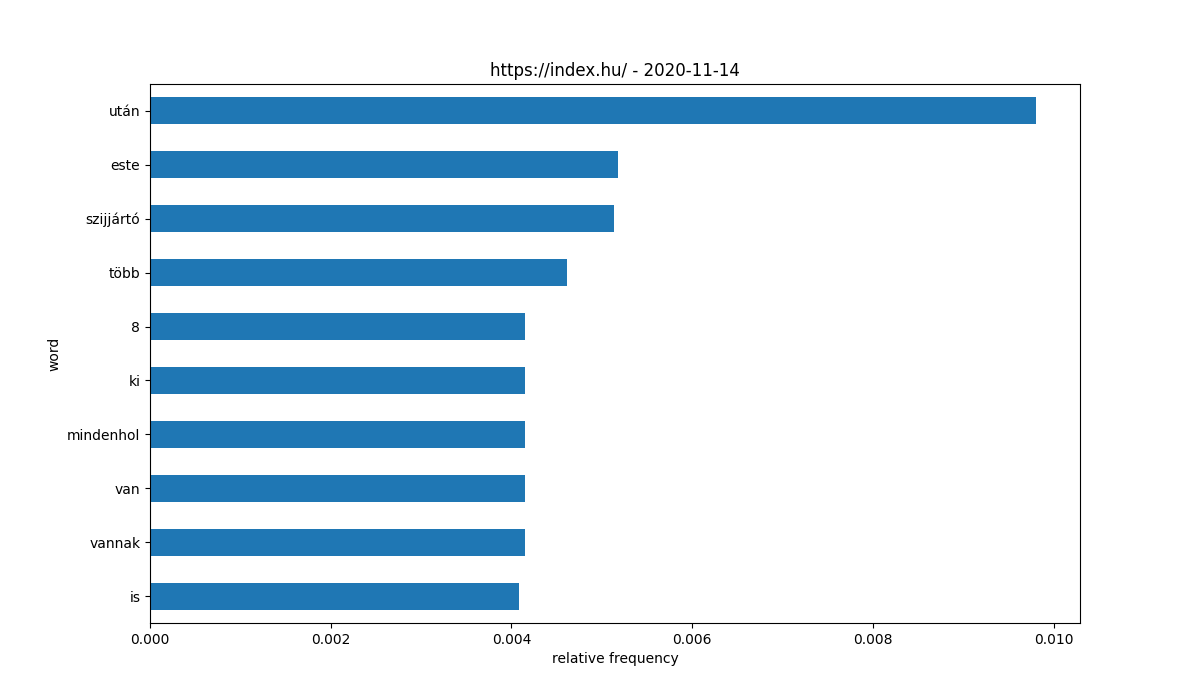 https://index.hu/ - 2020-11-14
után
este
szijjártó
több
8
ki
mindenhol
van
vannak
is
word
0.000 0.002 0.004 0.006 0.008 0.010
relative frequency